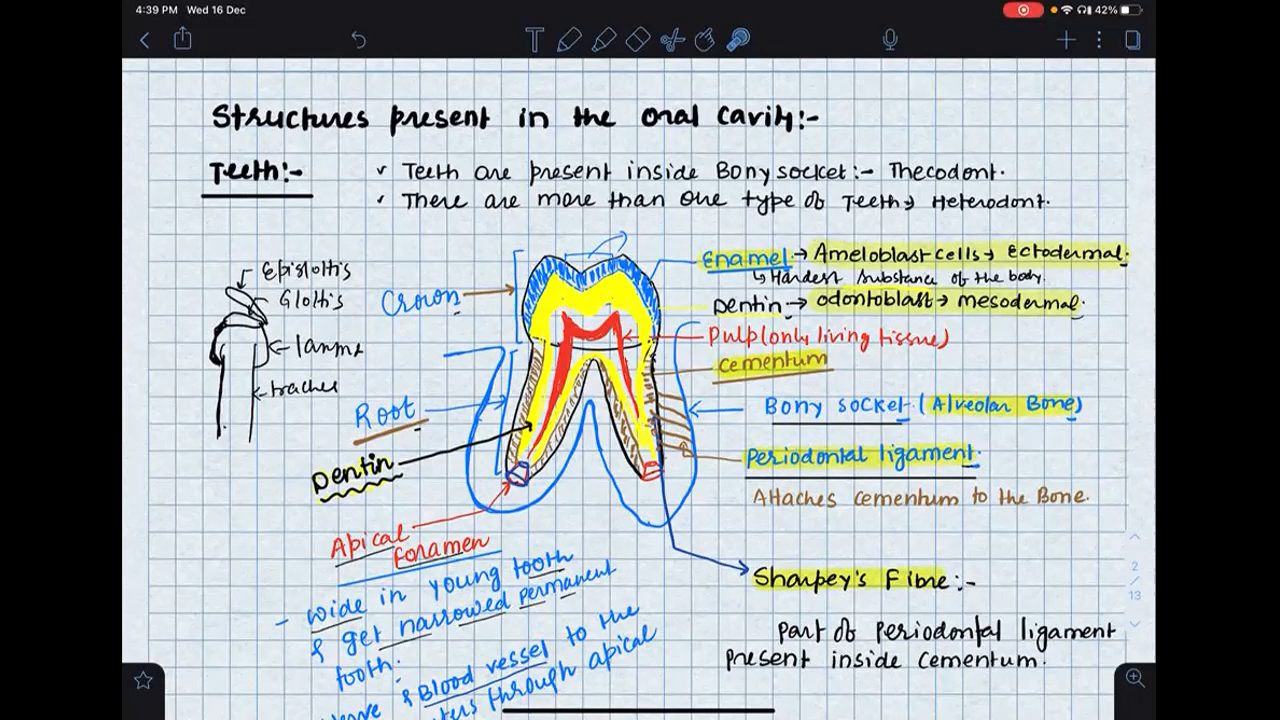 4:39 PM Wed 16 Dec
42%
Structures present in the oral cavity:-
Teeth:-
Teeth are present inside Bony socket:- Thecodont.
There are more than one type of Teeth→ Heterodont.
Enamel → Ameloblast cells → Ectodermal.
↳ Hardest substance of the body.
Dentin → odontoblast → mesodermal.
Pulp (only living tissue)
cementum
Bony socket (Alveolar Bone)
Periodontal ligament.
Attaches cementum to the Bone.
Sharpey's Fibre:-
part of periodontal ligament
present inside cementum.
Glottis
Crown
Root
Dentin
Apical
foramen
- wide in young tooth
& get narrowed permanent
tooth.
& Blood vessel to the
through apical
2
/
13